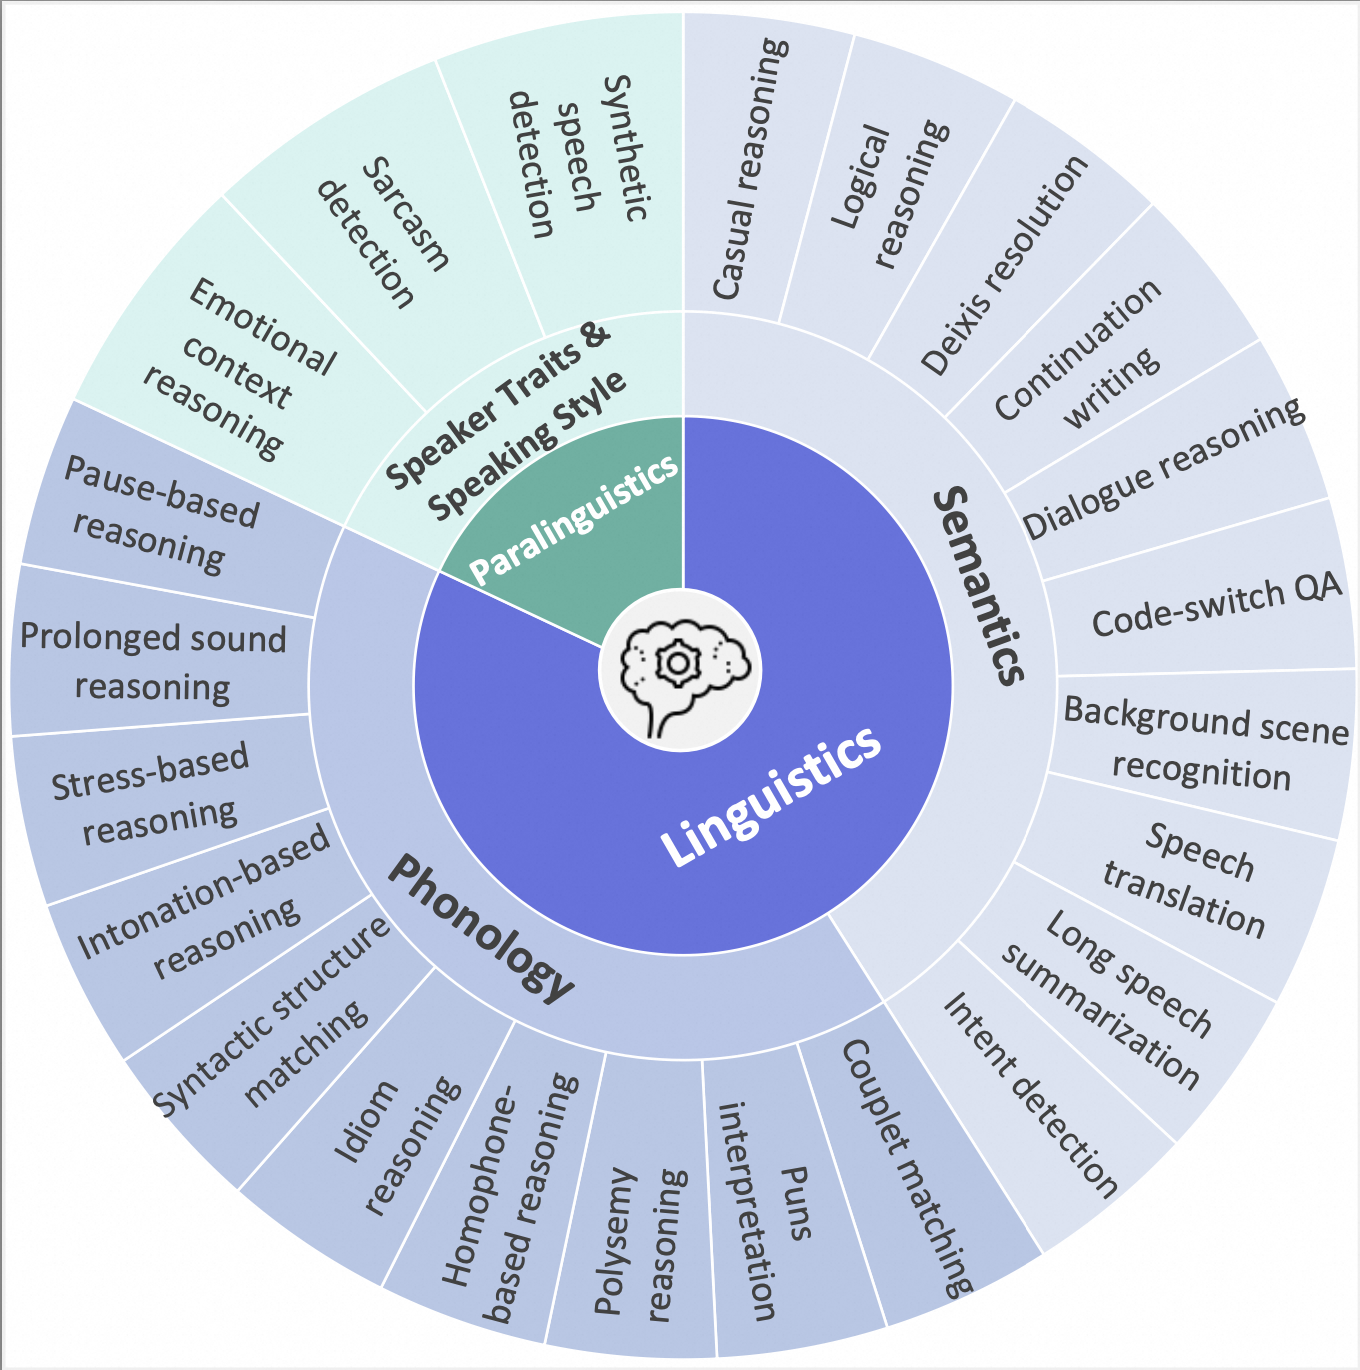 Paralinguistics
Linguistics
Speaker Traits &
Speaking Style
Semantics
Phonology
Casual reasoning
Logical
reasoning
Deixis resolution
Continuation
writing
Dialogue reasoning
Code-switch QA
Background scene
recognition
Speech
translation
Long speech
summarization
Intent detection
Couplet matching
Puns
interpretation
Polysemy
reasoning
Homophone-
based reasoning
Idiom
reasoning
Syntactic structure
matching
Intonation-based
reasoning
Stress-based
reasoning
Prolonged sound
reasoning
Pause-based
reasoning
Emotional
context
reasoning
Sarcasm
detection
Synthetic
speech
detection